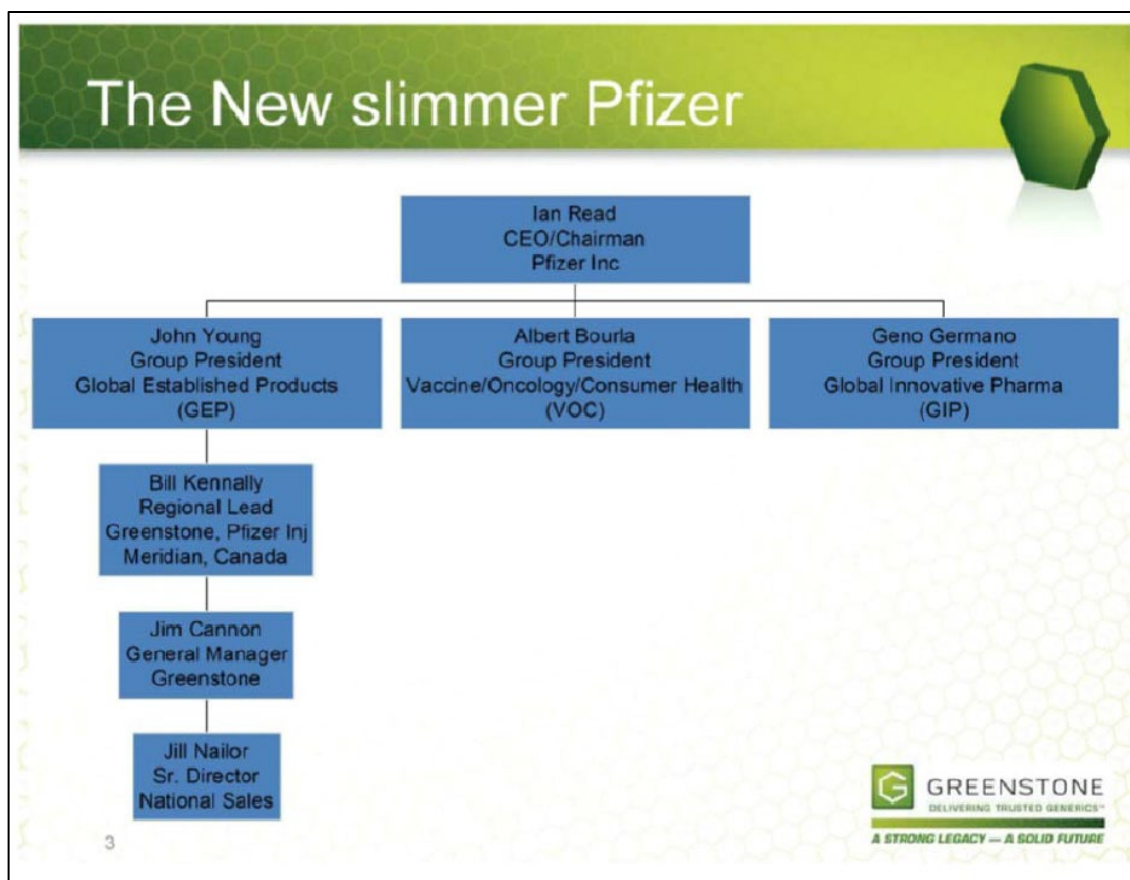 The New slimmer Pfizer
Ian Read
CEO/Chairman
Pfizer Inc
John Young
Group President
Global Established Products
(GEP)
Albert Bourla
Group President
Vaccine/Oncology/Consumer Health
(VOC)
Geno Germano
Group President
Global Innovative Pharma
(GIP)
Bill Kennally
Regional Lead
Greenstone, Pfizer Inj
Meridian, Canada
Jim Cannon
General Manager
Greenstone
Jill Nailor
Sr. Director
National Sales
3
G GREENSTONE
DELIVERING TRUSTED GENERICS™
A STRONG LEGACY — A SOLID FUTURE